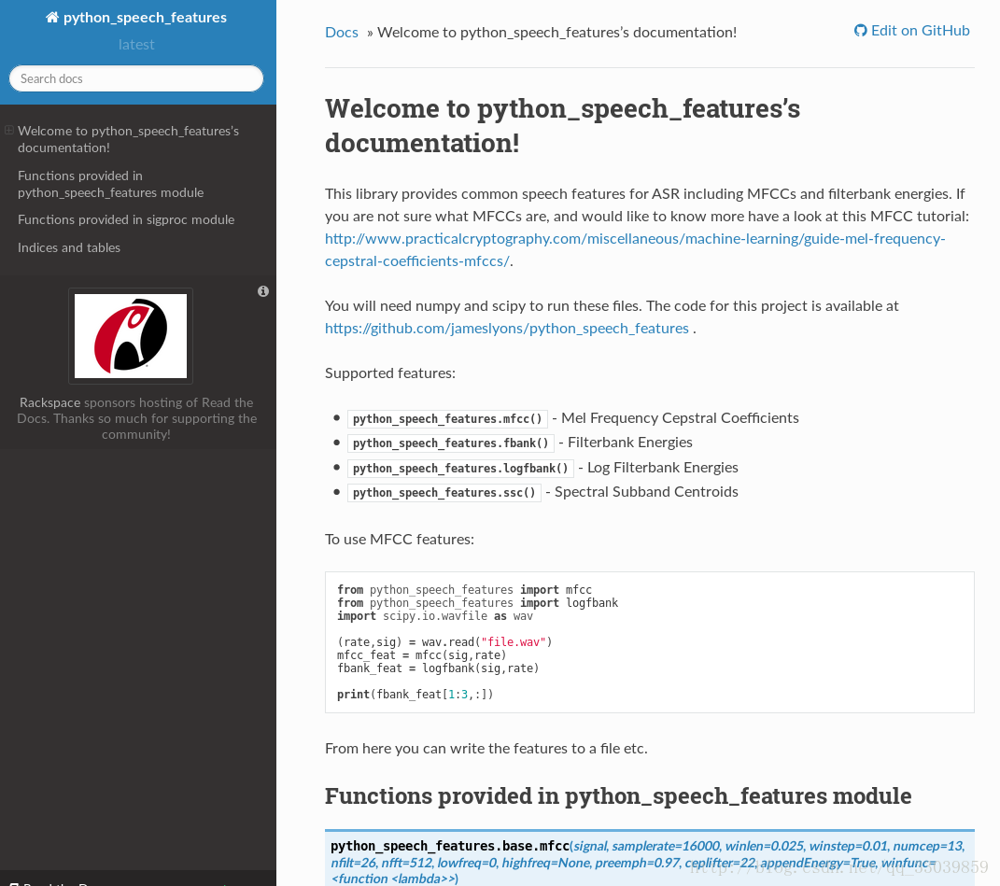 python_speech_features
latest
Search docs
Welcome to python_speech_features's
documentation!
Functions provided in
python_speech_features module
Functions provided in sigproc module
Indices and tables
Rackspace sponsors hosting of Read the
Docs. Thanks so much for supporting the
community!
Docs » Welcome to python_speech_features's documentation!
Edit on GitHub
Welcome to python_speech_features's
documentation!
This library provides common speech features for ASR including MFCCs and filterbank energies. If
you are not sure what MFCCs are, and would like to know more have a look at this MFCC tutorial:
http://www.practicalcryptography.com/miscellaneous/machine-learning/guide-mel-frequency-
cepstral-coefficients-mfccs/.
You will need numpy and scipy to run these files. The code for this project is available at
https://github.com/jameslyons/python_speech_features .
Supported features:
• python_speech_features.mfcc() - Mel Frequency Cepstral Coefficients
• python_speech_features.fbank() - Filterbank Energies
• python_speech_features.logfbank() - Log Filterbank Energies
• python_speech_features.ssc() - Spectral Subband Centroids
To use MFCC features:
from python_speech_features import mfcc
from python_speech_features import logfbank
import scipy.io.wavfile as wav
(rate,sig) = wav.read("file.wav")
mfcc_feat = mfcc(sig,rate)
fbank_feat = logfbank(sig,rate)
print(fbank_feat[1:3,:])
From here you can write the features to a file etc.
Functions provided in python_speech_features module
python_speech_features.base.mfcc(signal, samplerate=16000, winlen=0.025, winstep=0.01, numcep=13,
nfilt=26, nfft=512, lowfreq=0, highfreq=None, preemph=0.97, ceplifter=22, appendEnergy=True, winfunc=
<function <lambda>>)